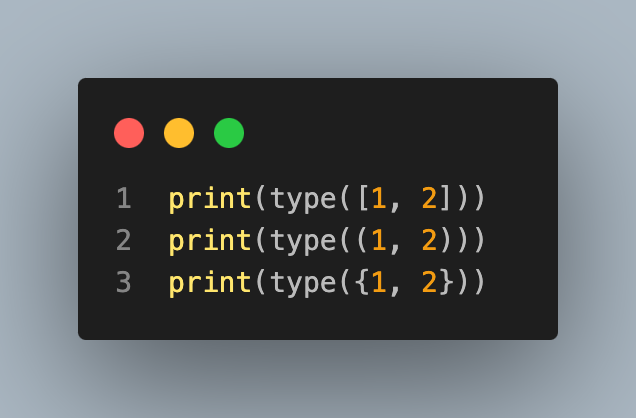 1 print(type([1, 2]))
2 print(type((1, 2)))
3 print(type({1, 2}))